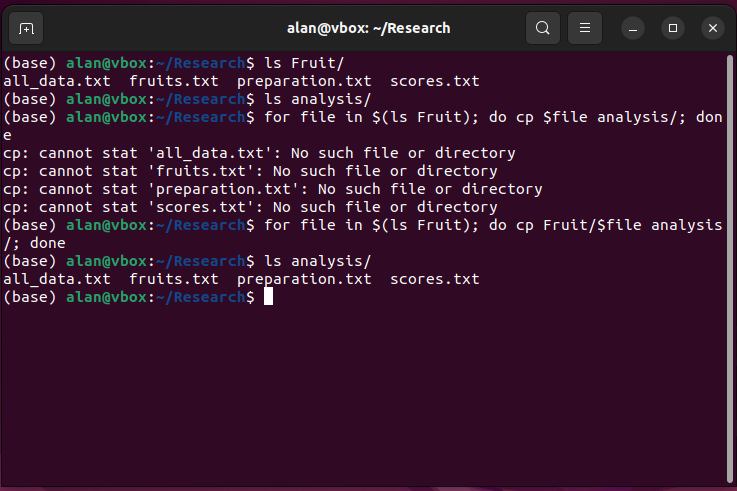 alan@vbox: ~/Research
(base) alan@vbox:~/Research$ ls Fruit/
all_data.txt  fruits.txt  preparation.txt  scores.txt
(base) alan@vbox:~/Research$ ls analysis/
(base) alan@vbox:~/Research$ for file in $(ls Fruit); do cp $file analysis/; don
e
cp: cannot stat 'all_data.txt': No such file or directory
cp: cannot stat 'fruits.txt': No such file or directory
cp: cannot stat 'preparation.txt': No such file or directory
cp: cannot stat 'scores.txt': No such file or directory
(base) alan@vbox:~/Research$ for file in $(ls Fruit); do cp Fruit/$file analysis
/; done
(base) alan@vbox:~/Research$ ls analysis/
all_data.txt  fruits.txt  preparation.txt  scores.txt
(base) alan@vbox:~/Research$